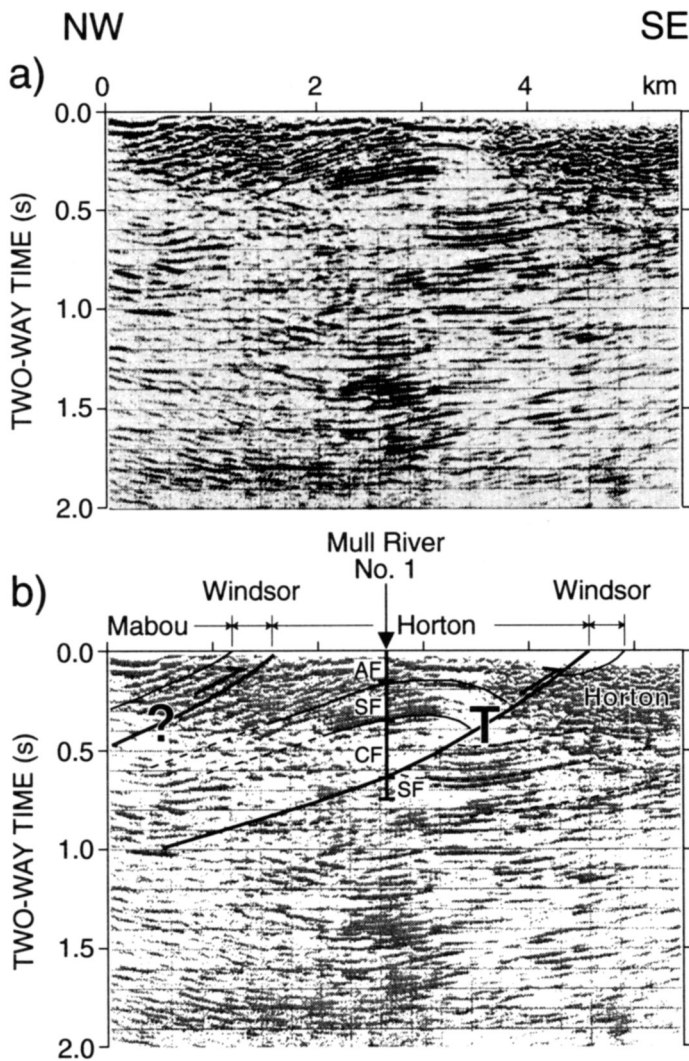 NW SE
a)
0 2 4 km
0.0
0.5
1.0
1.5
2.0
TWO-WAY TIME (s)
Mull River
No. 1
b)
Windsor Windsor
Mabou Horton
0.0
0.5
1.0
1.5
2.0
TWO-WAY TIME (s)
AF
SF
CF
SF
?
T
Horton